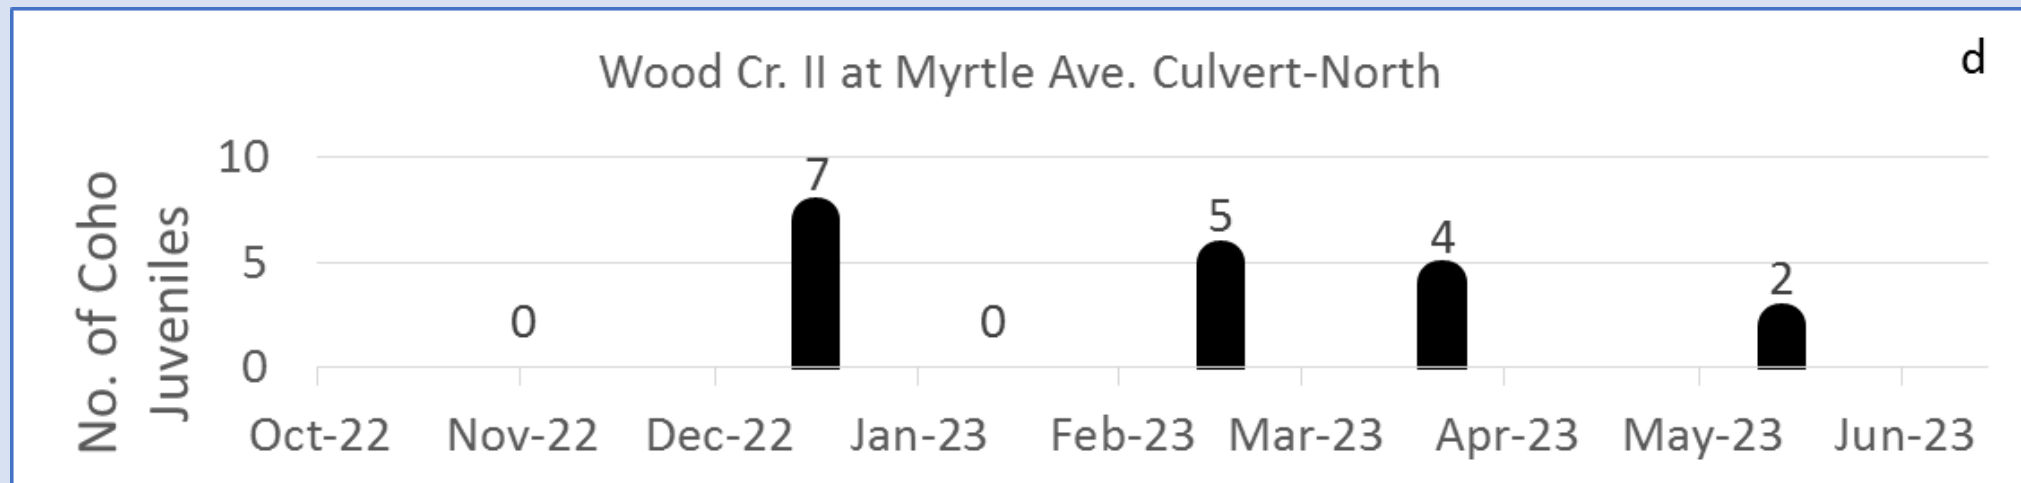 Wood Cr. II at Myrtle Ave. Culvert-North
d
No. of Coho
Juveniles
10
5
0
0
7
0
5
4
2
Oct-22 Nov-22 Dec-22 Jan-23 Feb-23 Mar-23 Apr-23 May-23 Jun-23